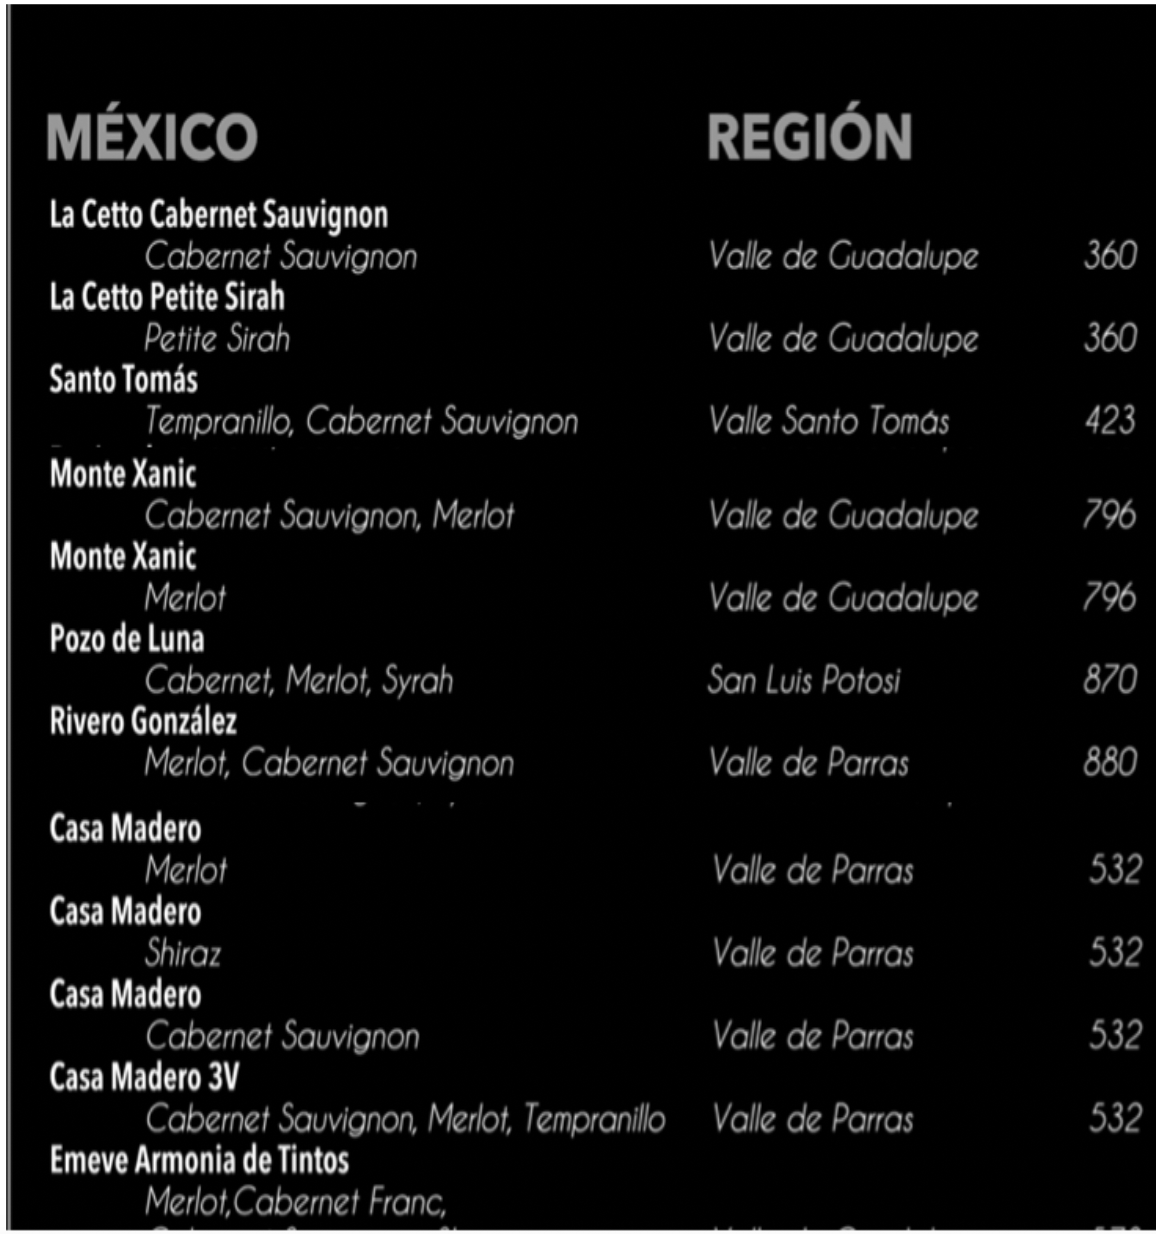 MÉXICO REGIÓN
La Cetto Cabernet Sauvignon
Cabernet Sauvignon Valle de Guadalupe 360
La Cetto Petite Sirah
Petite Sirah Valle de Guadalupe 360
Santo Tomás
Tempranillo, Cabernet Sauvignon Valle Santo Tomás 423
Monte Xanic
Cabernet Sauvignon, Merlot Valle de Guadalupe 796
Monte Xanic
Merlot Valle de Guadalupe 796
Pozo de Luna
Cabernet, Merlot, Syrah San Luis Potosi 870
Rivero González
Merlot, Cabernet Sauvignon Valle de Parras 880
Casa Madero
Merlot Valle de Parras 532
Casa Madero
Shiraz Valle de Parras 532
Casa Madero
Cabernet Sauvignon Valle de Parras 532
Casa Madero 3V
Cabernet Sauvignon, Merlot, Tempranillo Valle de Parras 532
Emeve Armonia de Tintos
Merlot,Cabernet Franc,